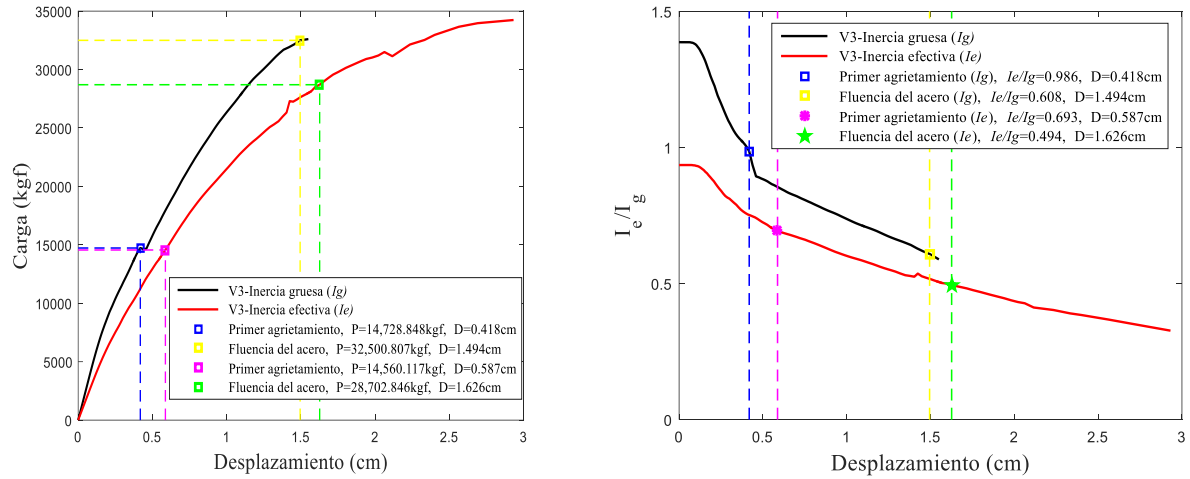 35000
30000
25000
20000
15000
10000
5000
0
Carga (kgf)
V3-Inercia gruesa (Ig)
V3-Inercia efectiva (Ie)
Primer agrietamiento, P=14,728.848kgf, D=0.418cm
Fluencia del acero, P=32,500.807kgf, D=1.494cm
Primer agrietamiento, P=14,560.117kgf, D=0.587cm
Fluencia del acero, P=28,702.846kgf, D=1.626cm
0 0.5 1 1.5 2 2.5 3
Desplazamiento (cm)
1.5
1
0.5
0
I_e/I_g
V3-Inercia gruesa (Ig)
V3-Inercia efectiva (Ie)
Primer agrietamiento (Ig), Ie/Ig=0.986, D=0.418cm
Fluencia del acero (Ig), Ie/Ig=0.608, D=1.494cm
Primer agrietamiento (Ie), Ie/Ig=0.693, D=0.587cm
Fluencia del acero (Ie), Ie/Ig=0.494, D=1.626cm
0 0.5 1 1.5 2 2.5 3
Desplazamiento (cm)